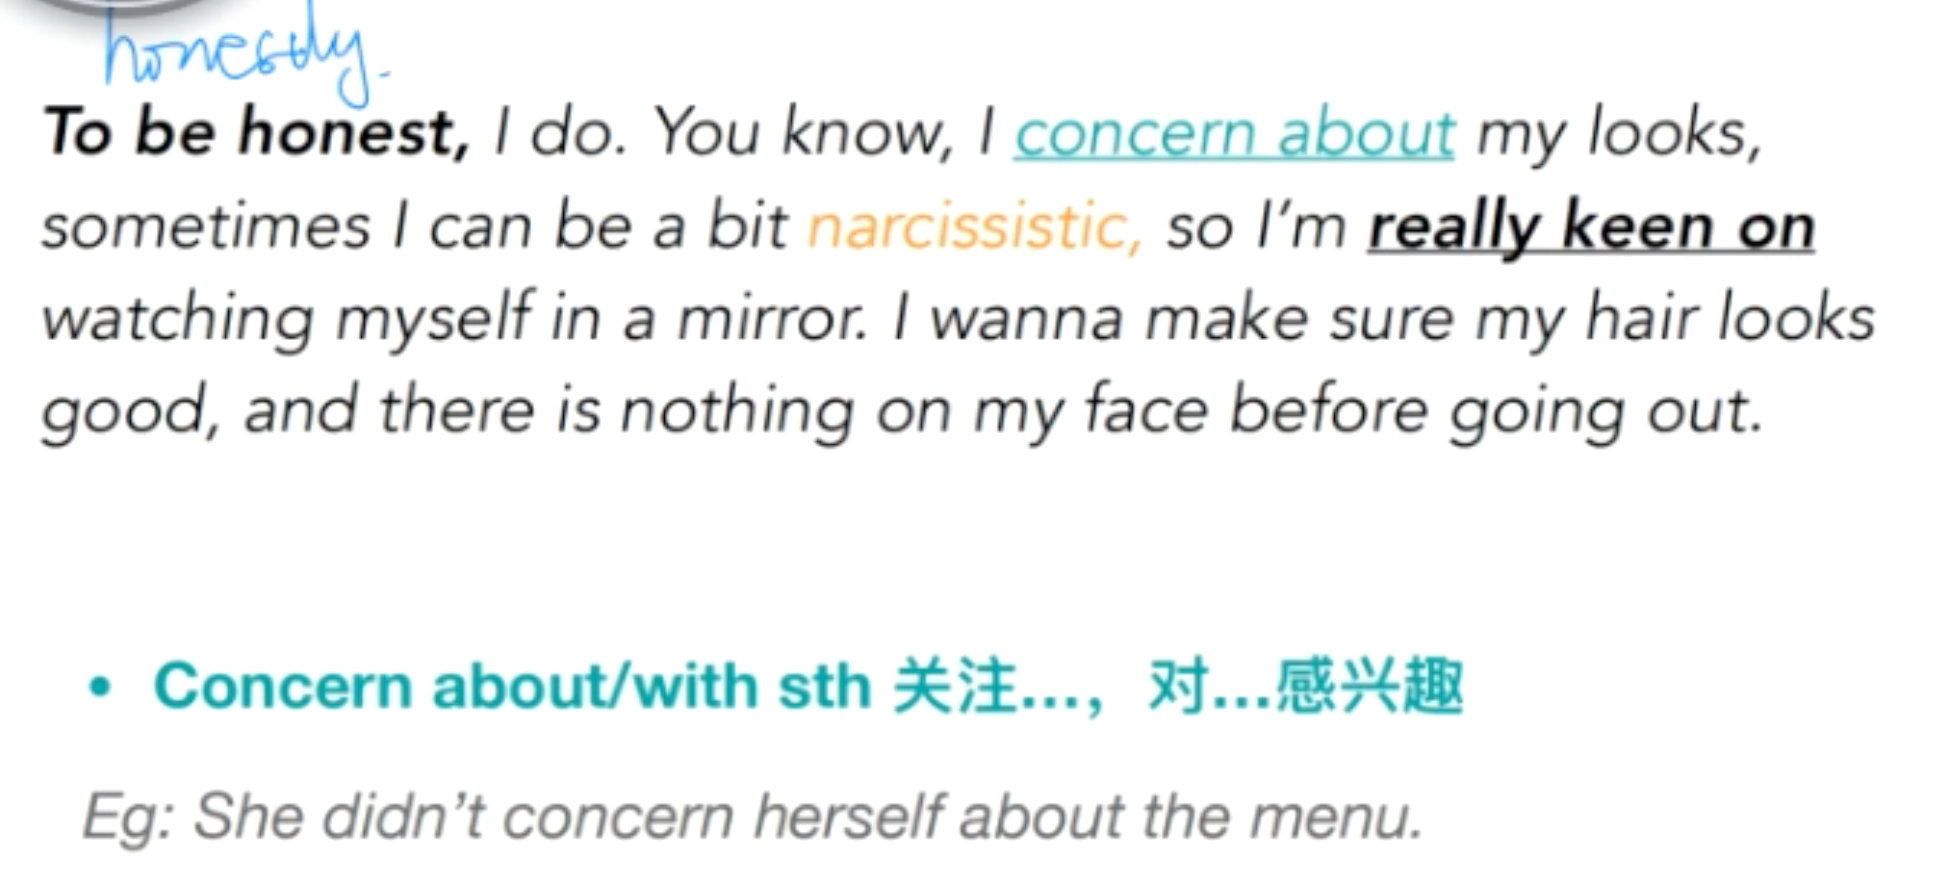 honestly.
To be honest, I do. You know, I concern about my looks,
sometimes I can be a bit narcissistic, so I'm really keen on
watching myself in a mirror. I wanna make sure my hair looks
good, and there is nothing on my face before going out.
• Concern about/with sth 关注...，对...感兴趣
Eg: She didn't concern herself about the menu.